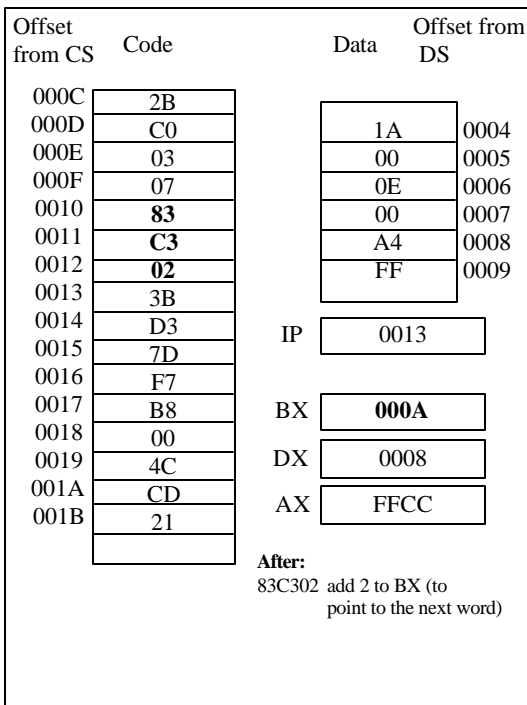 Offset from CS Code Data Offset from DS
000C 2B
000D C0 1A 0004
000E 03 00 0005
000F 07 0E 0006
0010 83 00 0007
0011 C3 A4 0008
0012 02 FF 0009
0013 3B
0014 D3 IP 0013
0015 7D
0016 F7
0017 B8 BX 000A
0018 00
0019 4C DX 0008
001A CD AX FFCC
001B 21
After:
83C302 add 2 to BX (to
point to the next word)